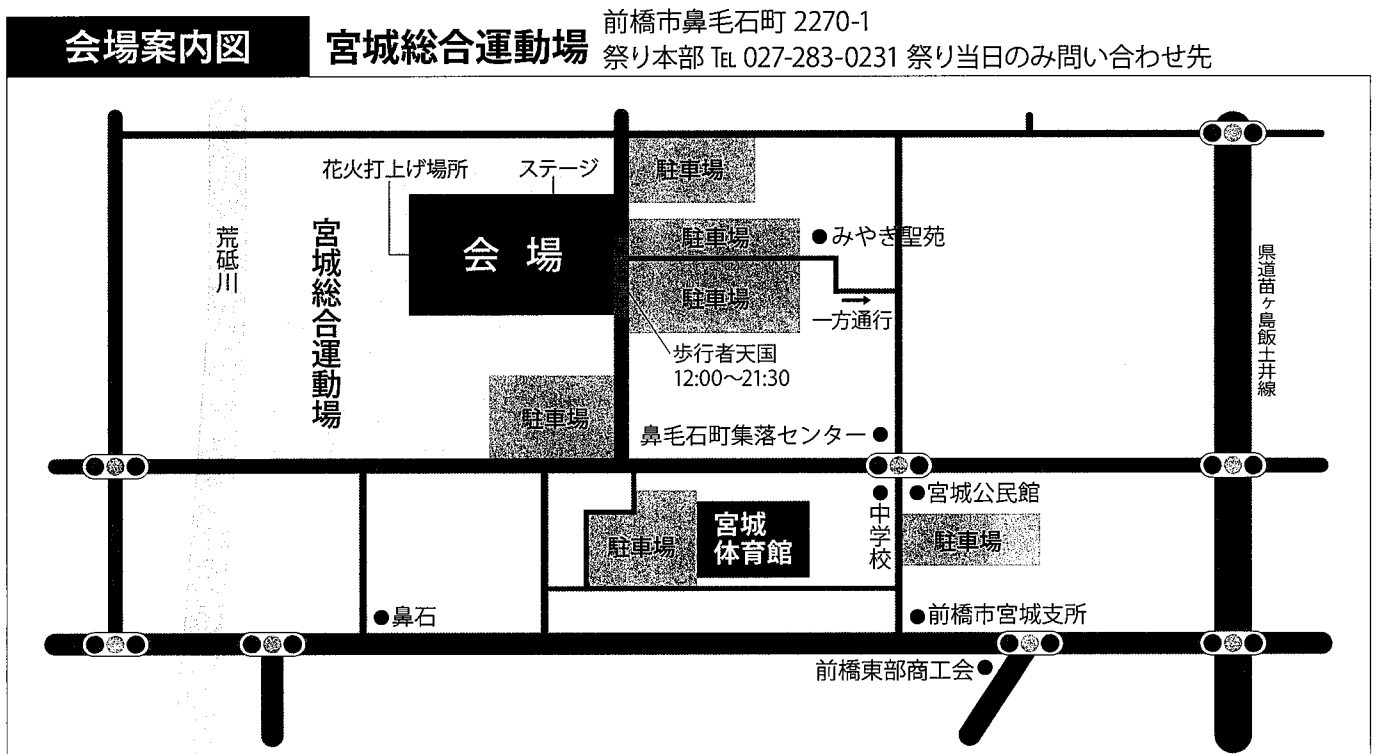 会場案内図
宮城総合運動場
前橋市鼻毛石町 2270-1
祭り本部 ℡ 027-283-0231 祭り当日のみ問い合わせ先
花火打上げ場所
ステージ
駐車場
荒砥川
宮城総合運動場
会場
駐車場
みやぎ聖苑
駐車場
一方通行
県道苗ヶ島飯土井線
歩行者天国
12:00～21:30
駐車場
鼻毛石町集落センター
中学校
宮城公民館
駐車場
宮城
体育館
駐車場
鼻石
前橋市宮城支所
前橋東部商工会